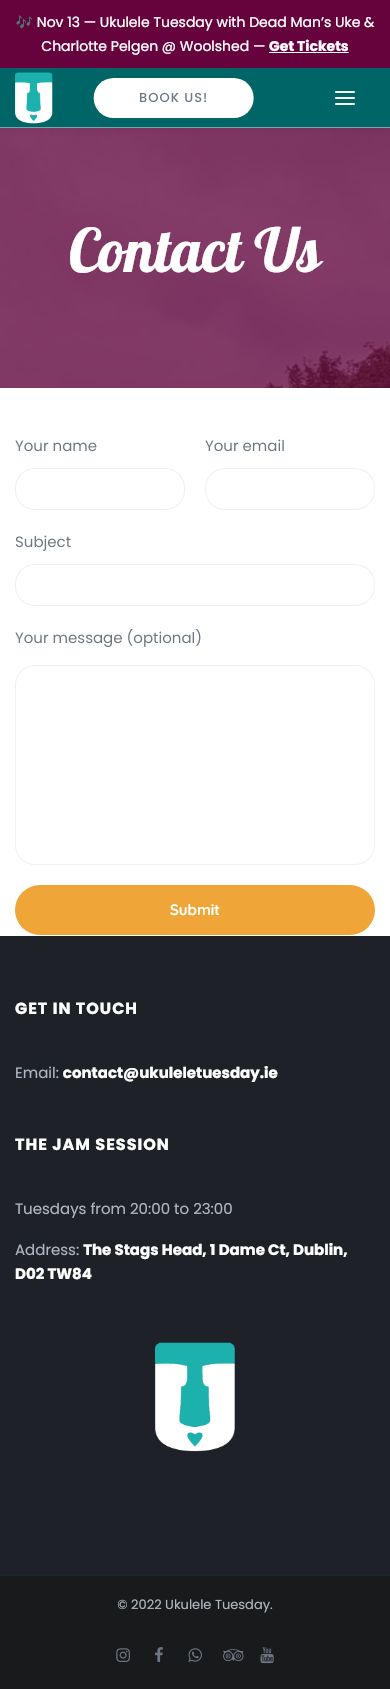 🎶 Nov 13 — Ukulele Tuesday with Dead Man’s Uke &
Charlotte Pelgen @ Woolshed — Get Tickets
BOOK US!
Contact Us
Your name
Your email
Subject
Your message (optional)
Submit
GET IN TOUCH
Email: contact@ukuleletuesday.ie
THE JAM SESSION
Tuesdays from 20:00 to 23:00
Address: The Stags Head, 1 Dame Ct, Dublin,
D02 TW84
© 2022 Ukulele Tuesday.